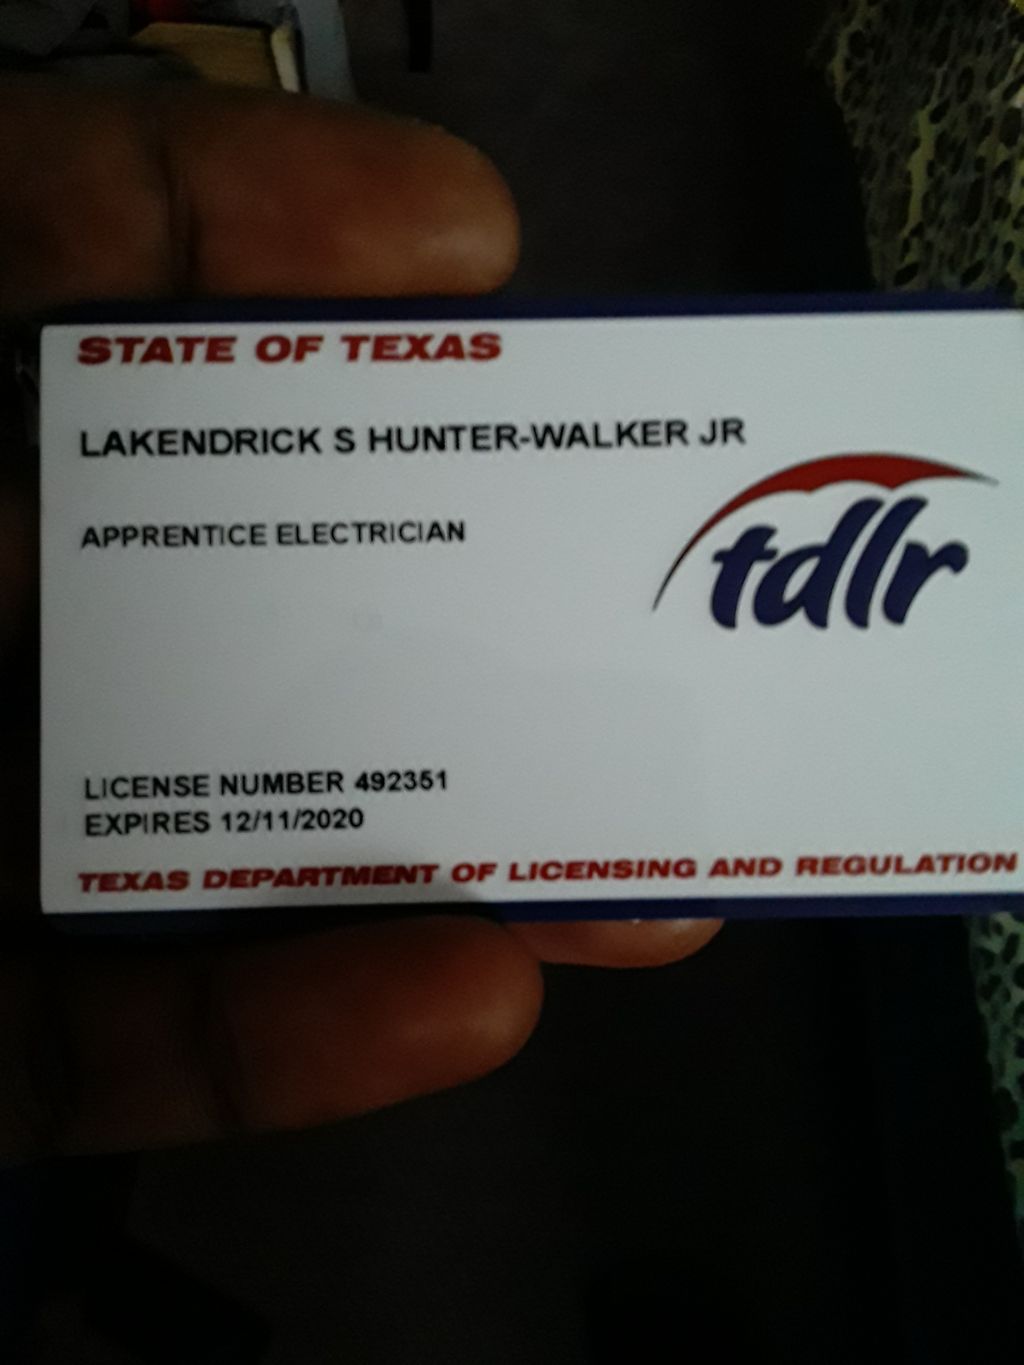 STATE OF TEXAS
LAKENDRICK S HUNTER-WALKER JR
APPRENTICE ELECTRICIAN
tdlr
LICENSE NUMBER 492351
EXPIRES 12/11/2020
TEXAS DEPARTMENT OF LICENSING AND REGULATION